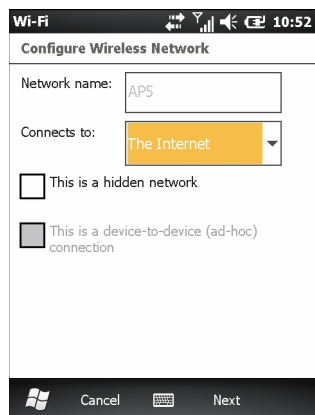 Wi-Fi 10:52
Configure Wireless Network
Network name: AP5
Connects to: The Internet
This is a hidden network
This is a device-to-device (ad-hoc)
connection
Cancel Next